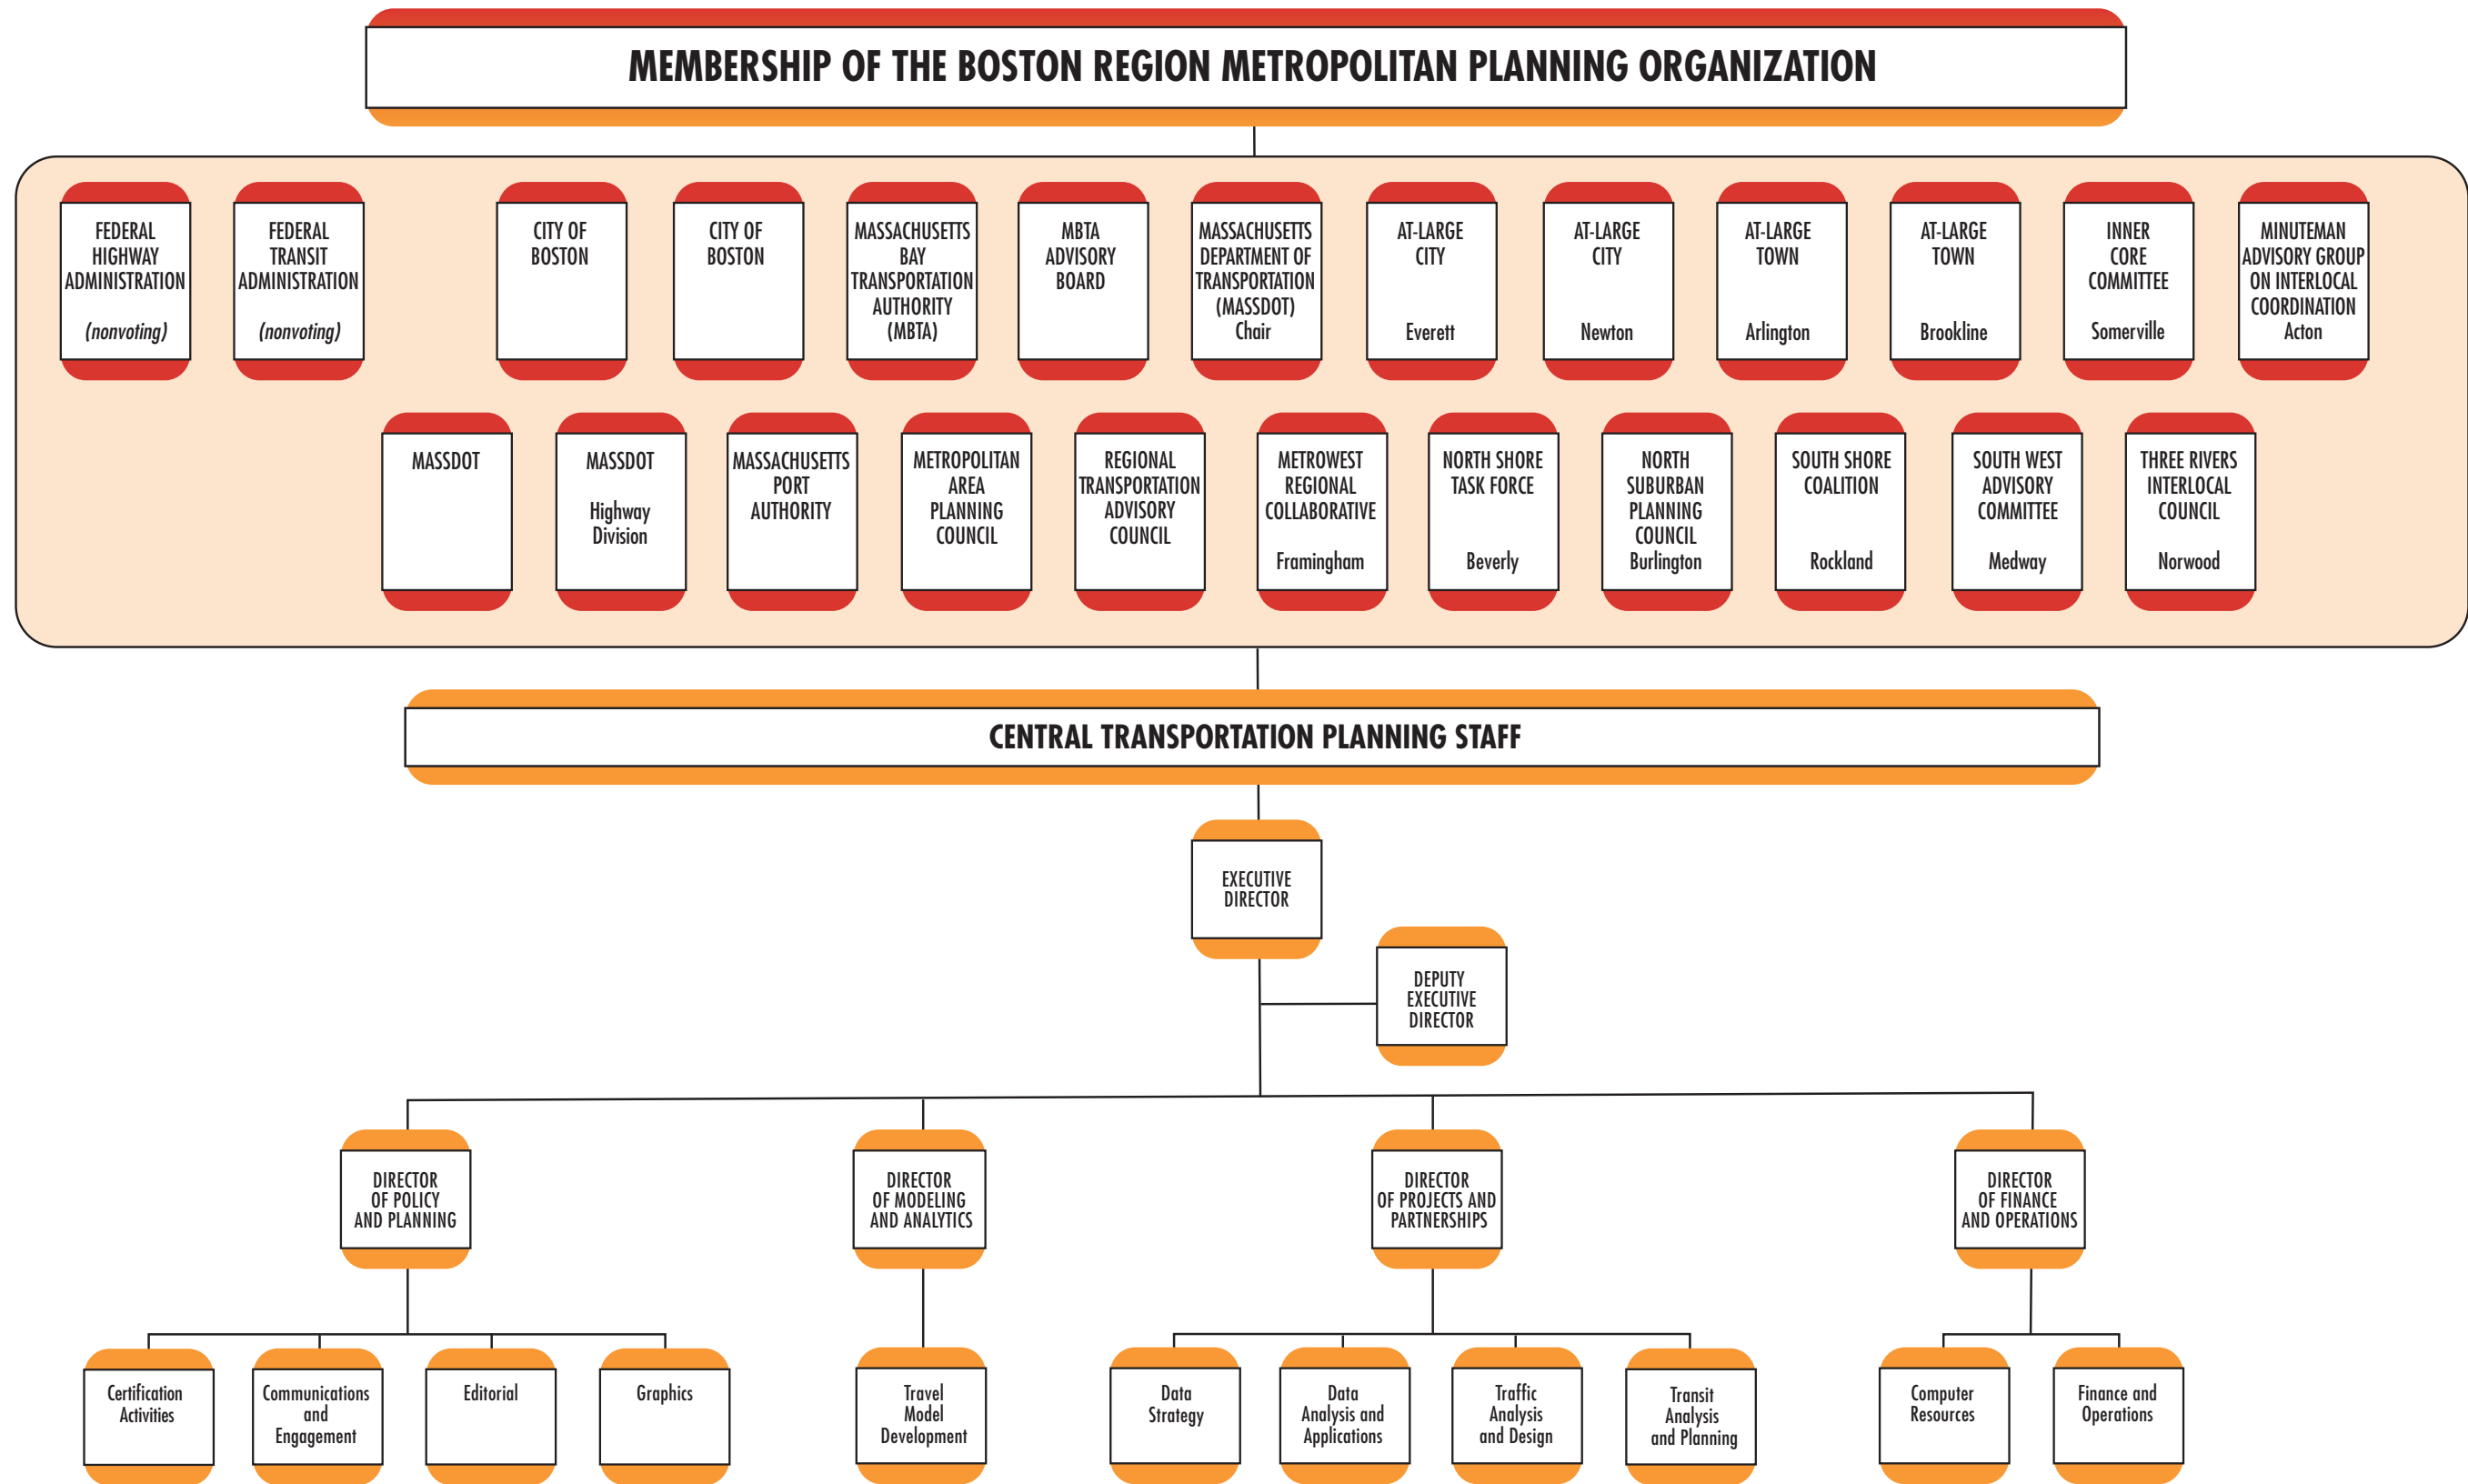 MEMBERSHIP OF THE BOSTON REGION METROPOLITAN PLANNING ORGANIZATION
FEDERAL
HIGHWAY
ADMINISTRATION
(nonvoting)
FEDERAL
TRANSIT
ADMINISTRATION
(nonvoting)
CITY OF
BOSTON
CITY OF
BOSTON
MASSACHUSETTS
BAY
TRANSPORTATION
AUTHORITY
(MBTA)
MBTA
ADVISORY
BOARD
MASSACHUSETTS
DEPARTMENT OF
TRANSPORTATION
(MASSDOT)
Chair
AT-LARGE
CITY
Everett
AT-LARGE
CITY
Newton
AT-LARGE
TOWN
Arlington
AT-LARGE
TOWN
Brookline
INNER
CORE
COMMITTEE
Somerville
MINUTEMAN
ADVISORY GROUP
ON INTERLOCAL
COORDINATION
Acton
MASSDOT
MASSDOT
Highway
Division
MASSACHUSETTS
PORT
AUTHORITY
METROPOLITAN
AREA
PLANNING
COUNCIL
REGIONAL
TRANSPORTATION
ADVISORY
COUNCIL
METROWEST
REGIONAL
COLLABORATIVE
Framingham
NORTH SHORE
TASK FORCE
Beverly
NORTH
SUBURBAN
PLANNING
COUNCIL
Burlington
SOUTH SHORE
COALITION
Rockland
SOUTH WEST
ADVISORY
COMMITTEE
Medway
THREE RIVERS
INTERLOCAL
COUNCIL
Norwood
CENTRAL TRANSPORTATION PLANNING STAFF
EXECUTIVE
DIRECTOR
DEPUTY
EXECUTIVE
DIRECTOR
DIRECTOR
OF POLICY
AND PLANNING
DIRECTOR
OF MODELING
AND ANALYTICS
DIRECTOR
OF PROJECTS AND
PARTNERSHIPS
DIRECTOR
OF FINANCE
AND OPERATIONS
Certification
Activities
Communications
and
Engagement
Editorial
Graphics
Travel
Model
Development
Data
Strategy
Data
Analysis and
Applications
Traffic
Analysis
and Design
Transit
Analysis
and Planning
Computer
Resources
Finance and
Operations